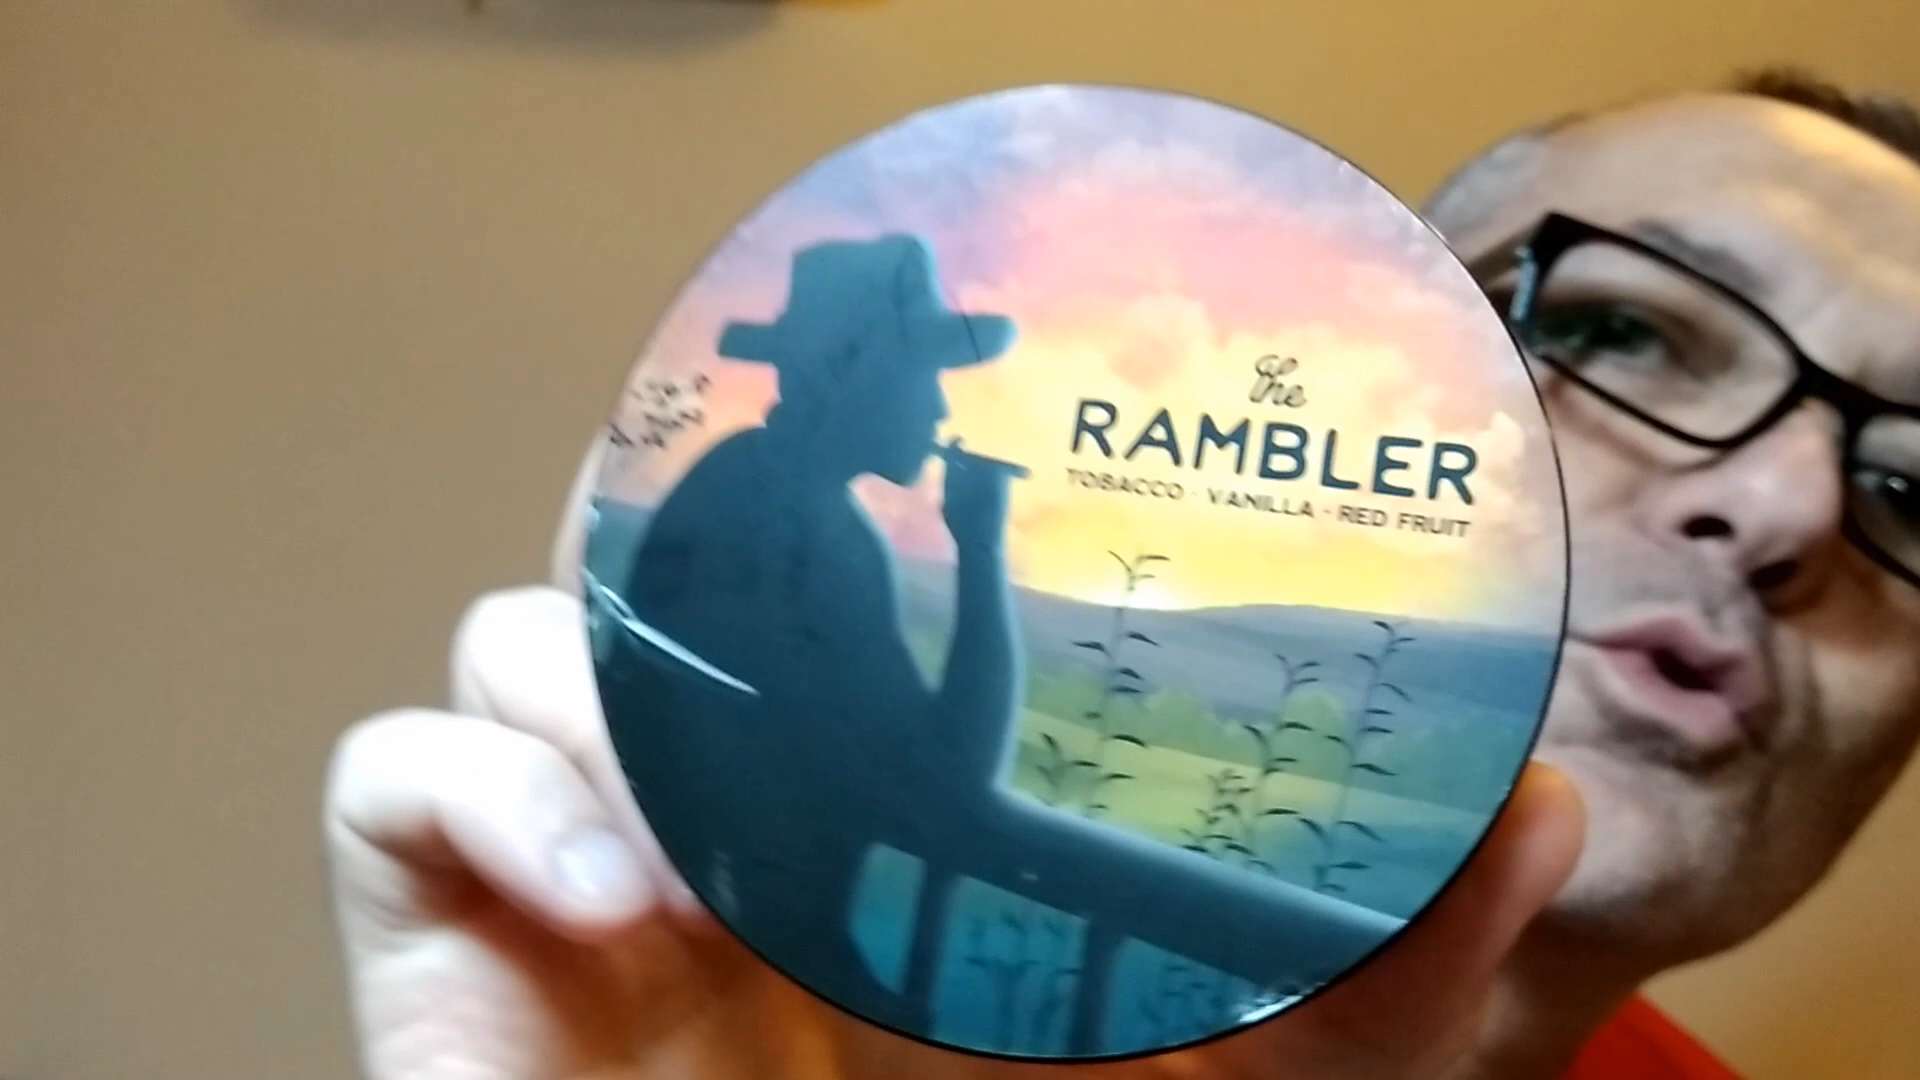 the
RAMBLER
TOBACCO · VANILLA · RED FRUIT